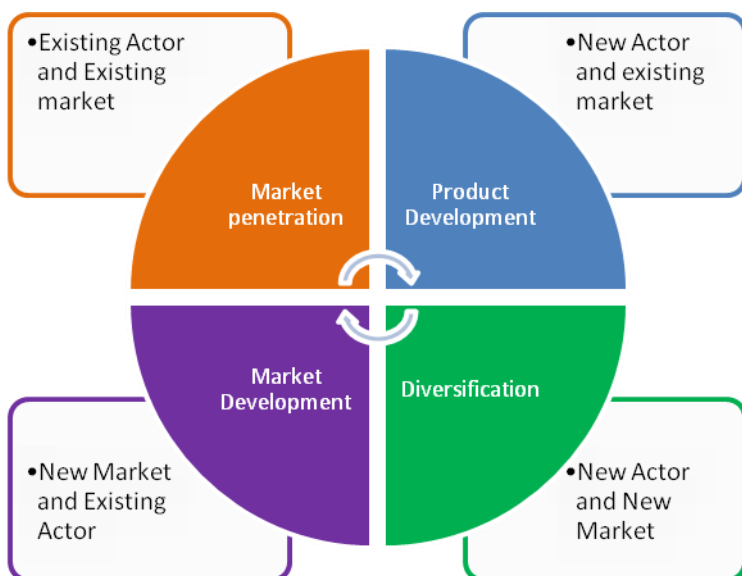 •Existing Actor
and Existing
market
•New Actor
and existing
market
Market
penetration
Product
Development
Market
Development
Diversification
•New Market
and Existing
Actor
•New Actor
and New
Market